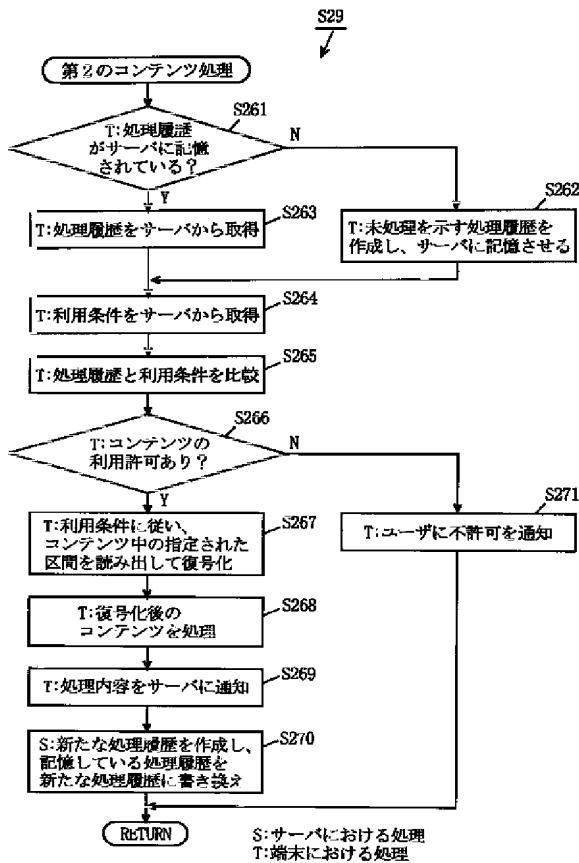 S29
第2のコンテンツ処理
S261
T:処理履歴
がサーバに記憶
されている？
N
Y
S262
T:未処理を示す処理履歴を
作成し、サーバに記憶させる
S263
T:処理履歴をサーバから取得
S264
T:利用条件をサーバから取得
S265
T:処理履歴と利用条件を比較
S266
T:コンテンツの
利用許可あり？
N
Y
S271
T:ユーザに不許可を通知
S267
T:利用条件に従い、
コンテンツ中の指定された
区間を読み出して復号化
S268
T:復号化後の
コンテンツを処理
S269
T:処理内容をサーバに通知
S270
S:新たな処理履歴を作成し、
記憶している処理履歴を
新たな処理履歴に書き換え
RETURN
S:サーバにおける処理
T:端末における処理